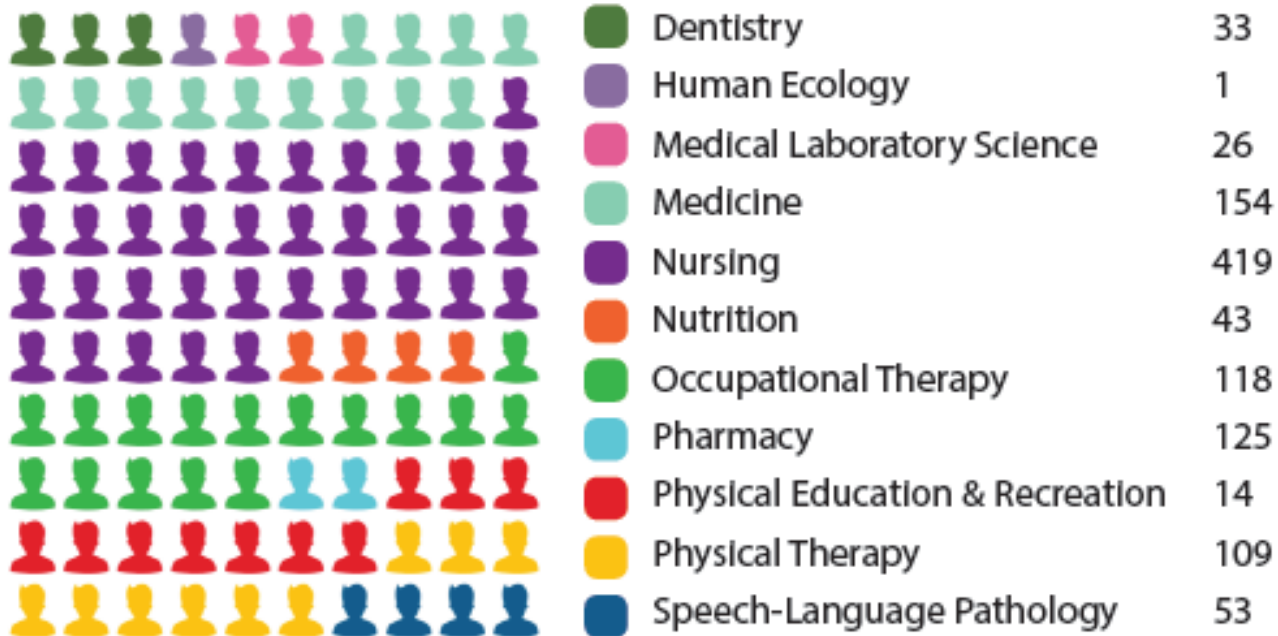 Dentistry 33
Human Ecology 1
Medical Laboratory Science 26
Medicine 154
Nursing 419
Nutrition 43
Occupational Therapy 118
Pharmacy 125
Physical Education & Recreation 14
Physical Therapy 109
Speech-Language Pathology 53